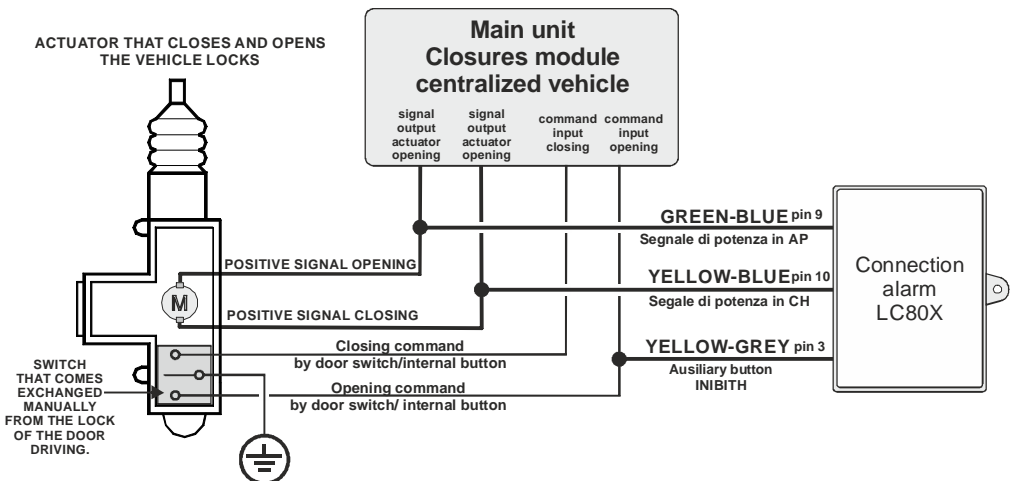 ACTUATOR THAT CLOSES AND OPENS
THE VEHICLE LOCKS
Main unit
Closures module
centralized vehicle
signal
output
actuator
opening
signal
output
actuator
opening
command
input
closing
command
input
opening
GREEN-BLUE pin 9
Segnale di potenza in AP
YELLOW-BLUE pin 10
Segale di potenza in CH
YELLOW-GREY pin 3
Ausiliary button
INIBITH
Connection
alarm
LC80X
POSITIVE SIGNAL OPENING
M
POSITIVE SIGNAL CLOSING
Closing command
by door switch/internal button
Opening command
by door switch/ internal button
SWITCH
THAT COMES
EXCHANGED
MANUALLY
FROM THE LOCK
OF THE DOOR
DRIVING.